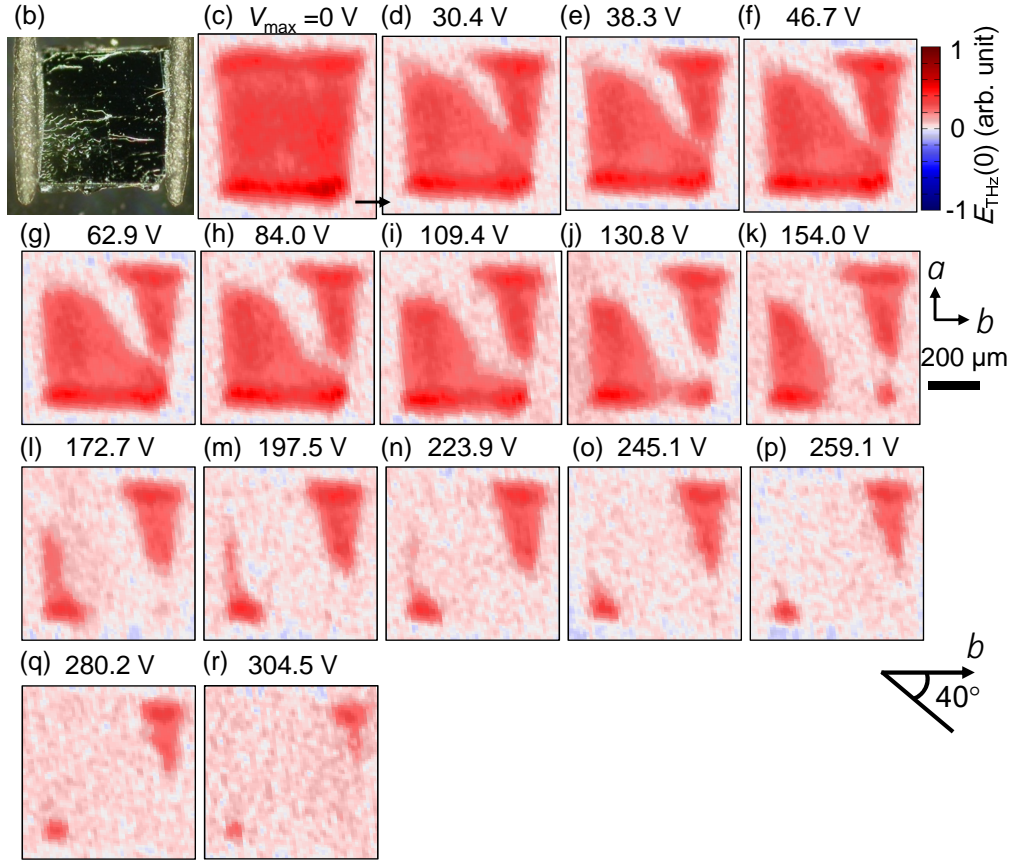 (b)
(c) Vmax =0 V
(d) 30.4 V
(e) 38.3 V
(f) 46.7 V
1
0
-1
ETHz(0) (arb. unit)
(g) 62.9 V
(h) 84.0 V
(i) 109.4 V
(j) 130.8 V
(k) 154.0 V
a
b
200 μm
(l) 172.7 V
(m) 197.5 V
(n) 223.9 V
(o) 245.1 V
(p) 259.1 V
b
40°
(q) 280.2 V
(r) 304.5 V